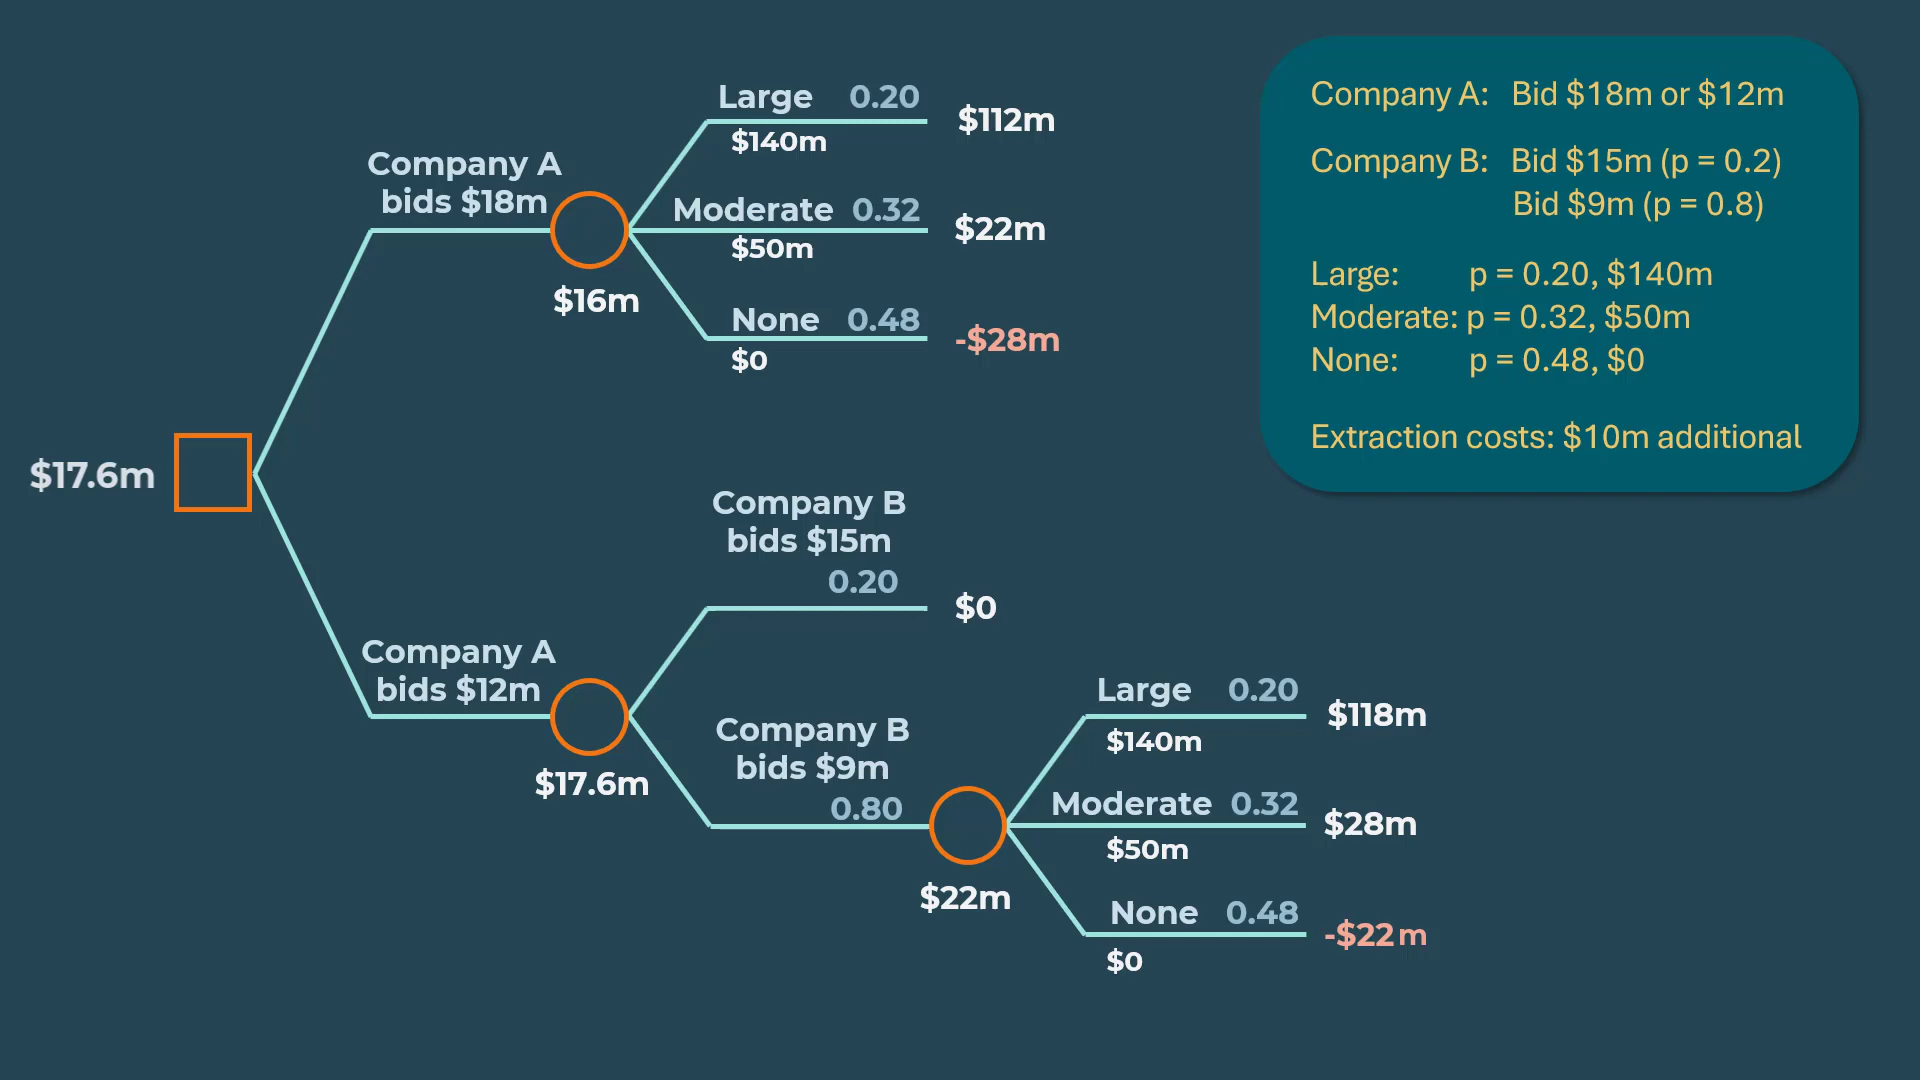 Large 0.20
$140m
$112m
Company A
bids $18m
Moderate 0.32
$50m
$22m
$16m
None 0.48
$0
-$28m
$17.6m
Company B
bids $15m
0.20
$0
Company A
bids $12m
$17.6m
Company B
bids $9m
0.80
$22m
Large 0.20
$140m
$118m
Moderate 0.32
$50m
$28m
None 0.48
$0
-$22m
Company A: Bid $18m or $12m
Company B: Bid $15m (p = 0.2)
Bid $9m (p = 0.8)
Large: p = 0.20, $140m
Moderate: p = 0.32, $50m
None: p = 0.48, $0
Extraction costs: $10m additional